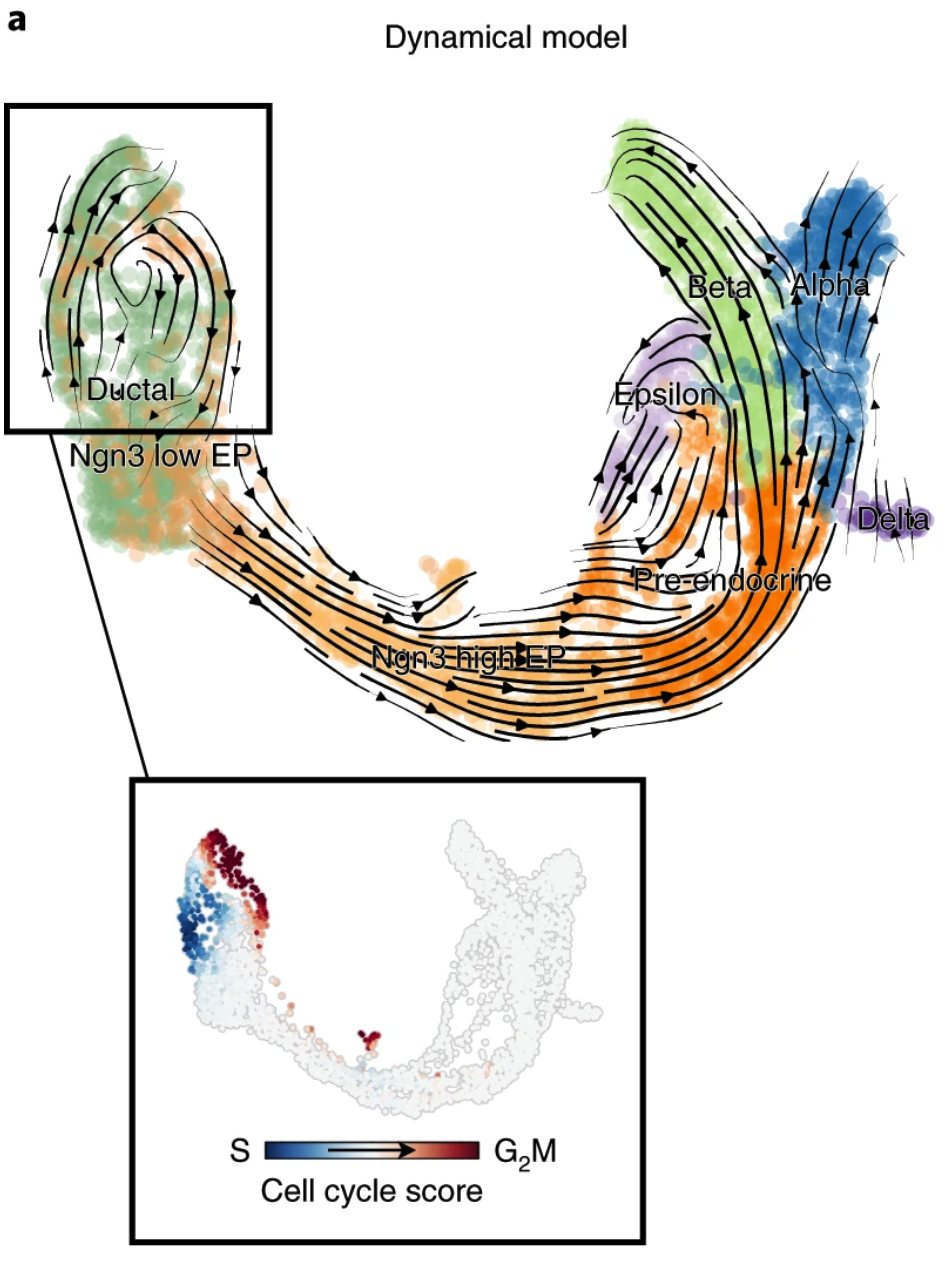 a
Dynamical model
Beta
Alpha
Ductal
Epsilon
Ngn3 low EP
Delta
Pre-endocrine
Ngn3 high EP
S
G2M
Cell cycle score